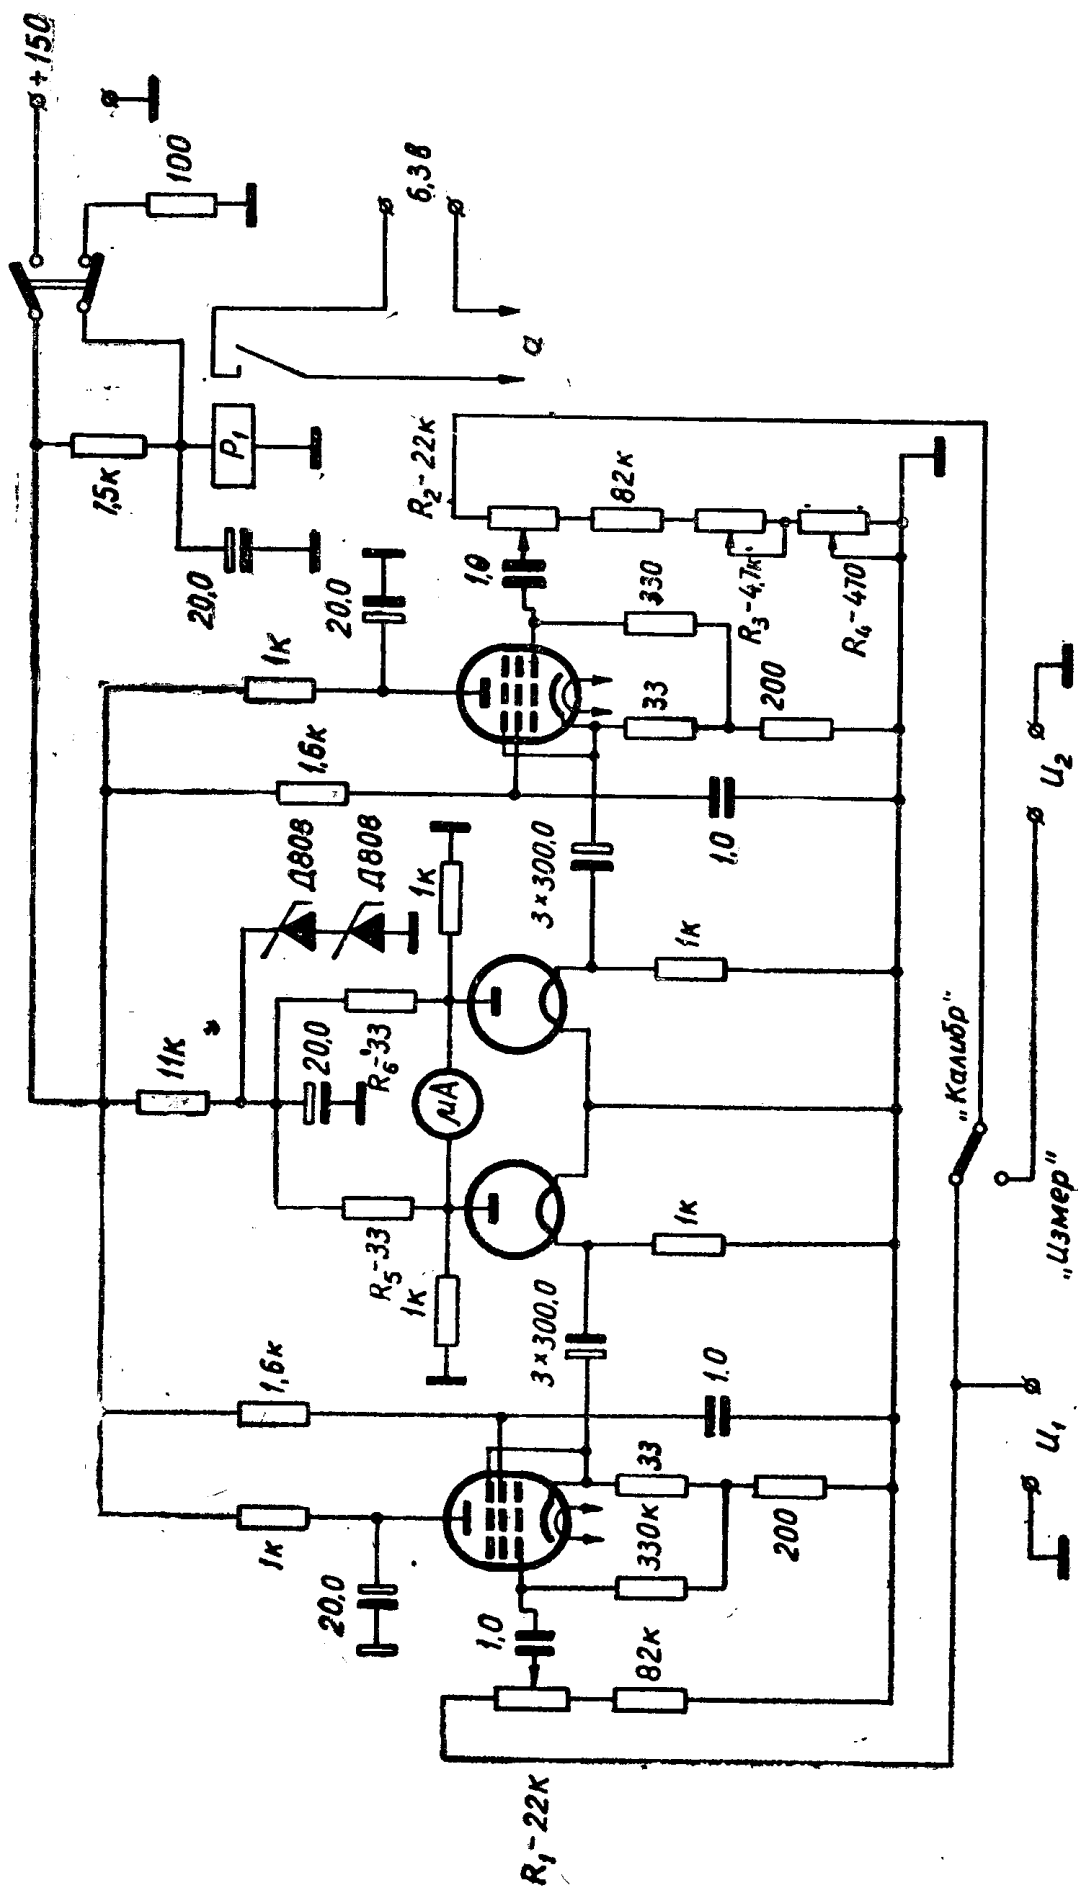 +150
100
6,3в
а
1,5к
P₁
20,0
20,0
1к
1,6к
R₂-22к
82к
1,0
330
R₃-4,7к
R₄-470
33
200
Д808
Д808
1к
11к
*
20,0
R₆-33
μA
R₅-33
1к
3×300,0
1,0
1к
1к
3×300,0
1,6к
1к
20,0
1,0
33
330к
200
1,0
82к
R₁-22к
„Калибр"
„Измер"
U₂
U₁